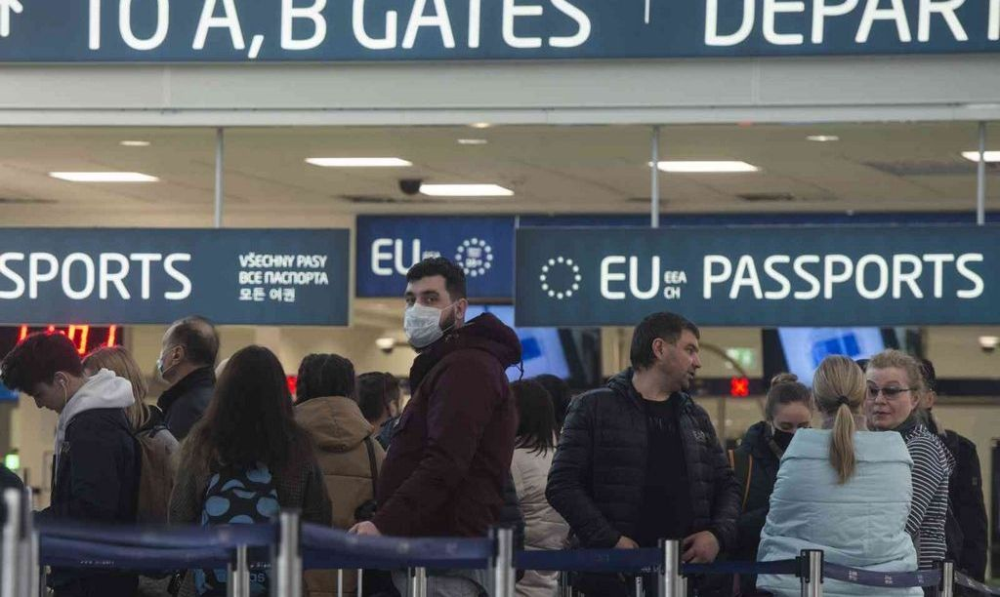 TO A, B GATES
DEPART
SPORTS
VŠECHNY PASY
ВСЕ ПАСПОРТА
모든 여권
EU
EU EEA CH PASSPORTS